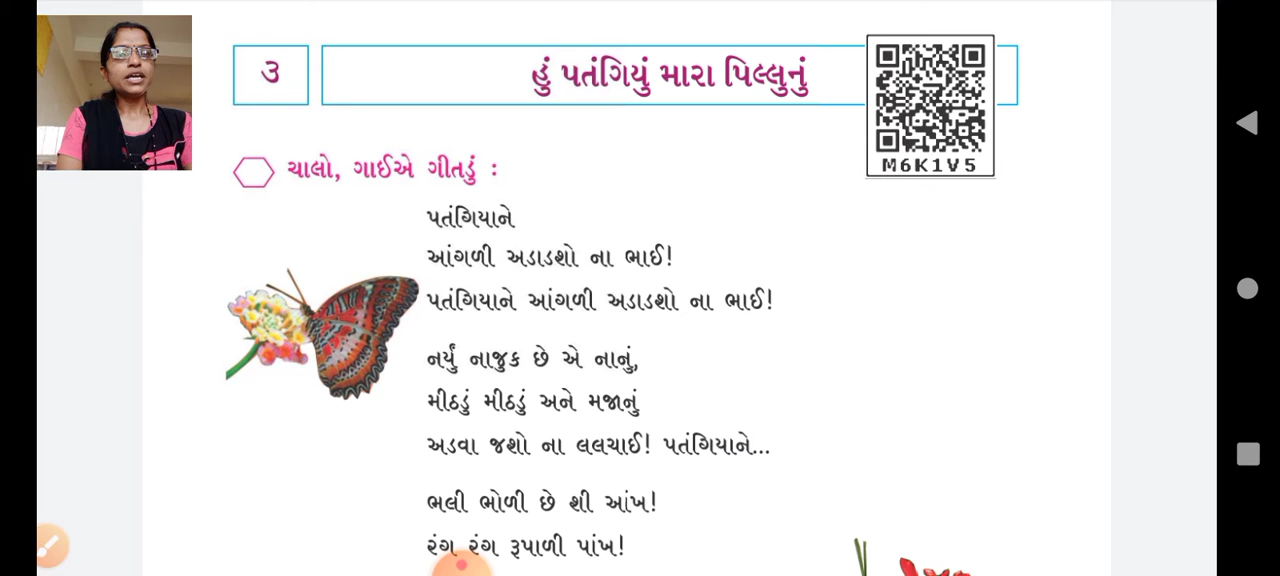 ૩
હું પતંગિયું મારા પિલ્લુનું
M6K1V5
ચાલો, ગાઈએ ગીતડું :
પતંગિયાને
આંગળી અડાડશો ના ભાઈ!
પતંગિયાને આંગળી અડાડશો ના ભાઈ!
નર્યું નાજુક છે એ નાનું,
મીઠડું મીઠડું અને મજાનું
અડવા જશો ના લલચાઈ! પતંગિયાને...
ભલી ભોળી છે શી આંખ!
રંગ રંગ રૂપાળી પાંખ!